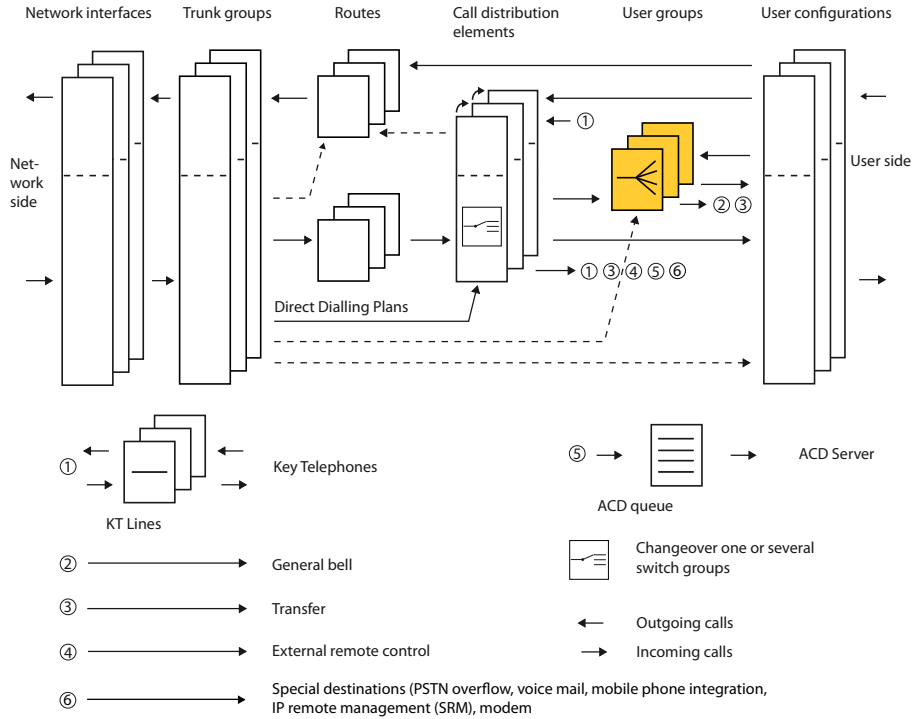 Network interfaces
Trunk groups
Routes
Call distribution
elements
User groups
User configurations
①
Net-
work
side
User side
② ③
① ③ ④ ⑤ ⑥
Direct Dialling Plans
①
Key Telephones
KT Lines
⑤
ACD Server
ACD queue
② General bell
Changeover one or several
switch groups
③ Transfer
Outgoing calls
④ External remote control
Incoming calls
⑥ Special destinations (PSTN overflow, voice mail, mobile phone integration,
IP remote management (SRM), modem